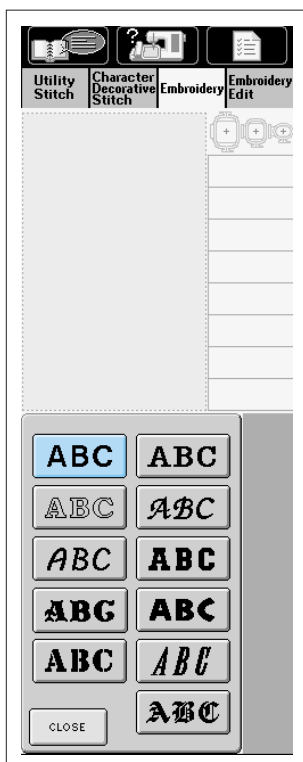 ?
Utility Stitch
Character Decorative Stitch
Embroidery
Embroidery Edit
ABC ABC
ABC ABC
ABC ABC
ABC ABC
ABC ABC
ABC
CLOSE